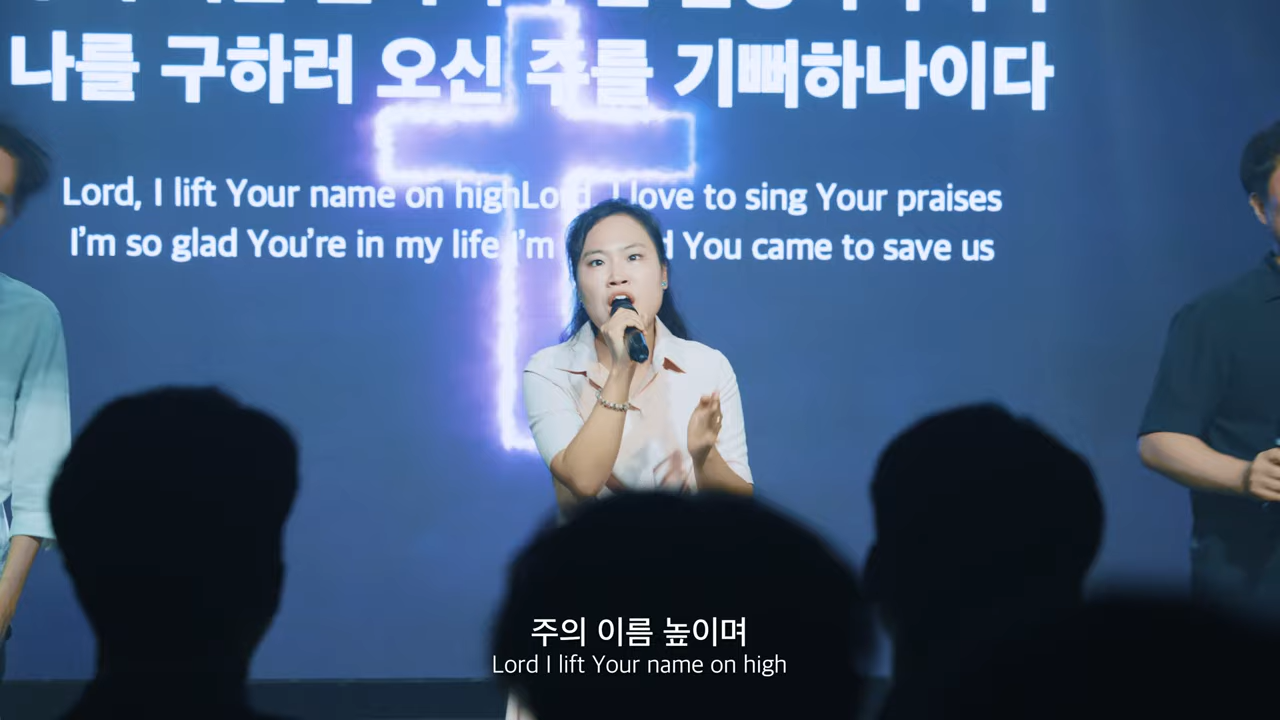 나를 구하러 오신 주를 기뻐하나이다
Lord, I lift Your name on highLord, I love to sing Your praises
I'm so glad You're in my life I'm You came to save us
주의 이름 높이며
Lord I lift Your name on high